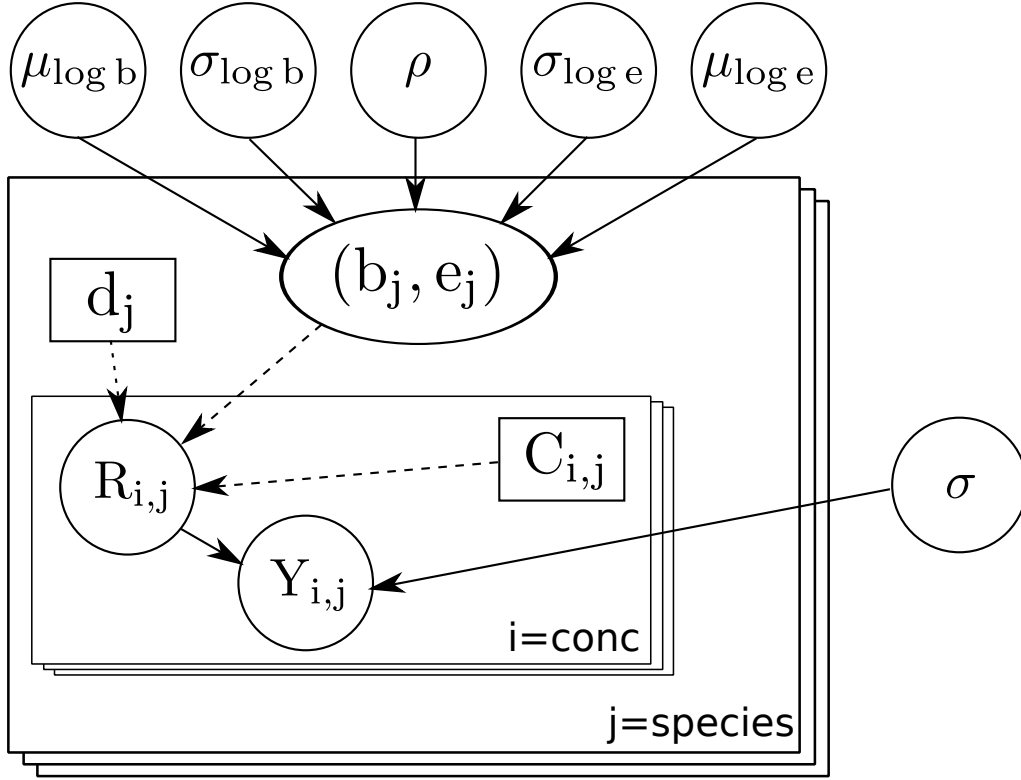 μ_log b σ_log b ρ σ_log e μ_log e
(b_j, e_j)
d_j
C_i,j
R_i,j
σ
Y_i,j
i=conc
j=species